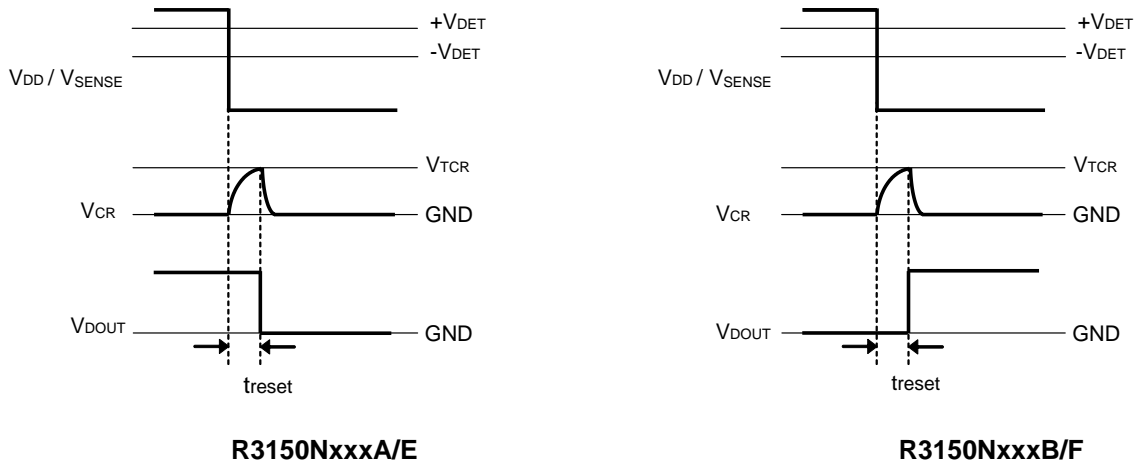 +VDET
-VDET
VDD / VSENSE
VTCR
VCR
GND
VDOUT
GND
treset
R3150NxxxA/E
+VDET
-VDET
VDD / VSENSE
VTCR
VCR
GND
VDOUT
GND
treset
R3150NxxxB/F